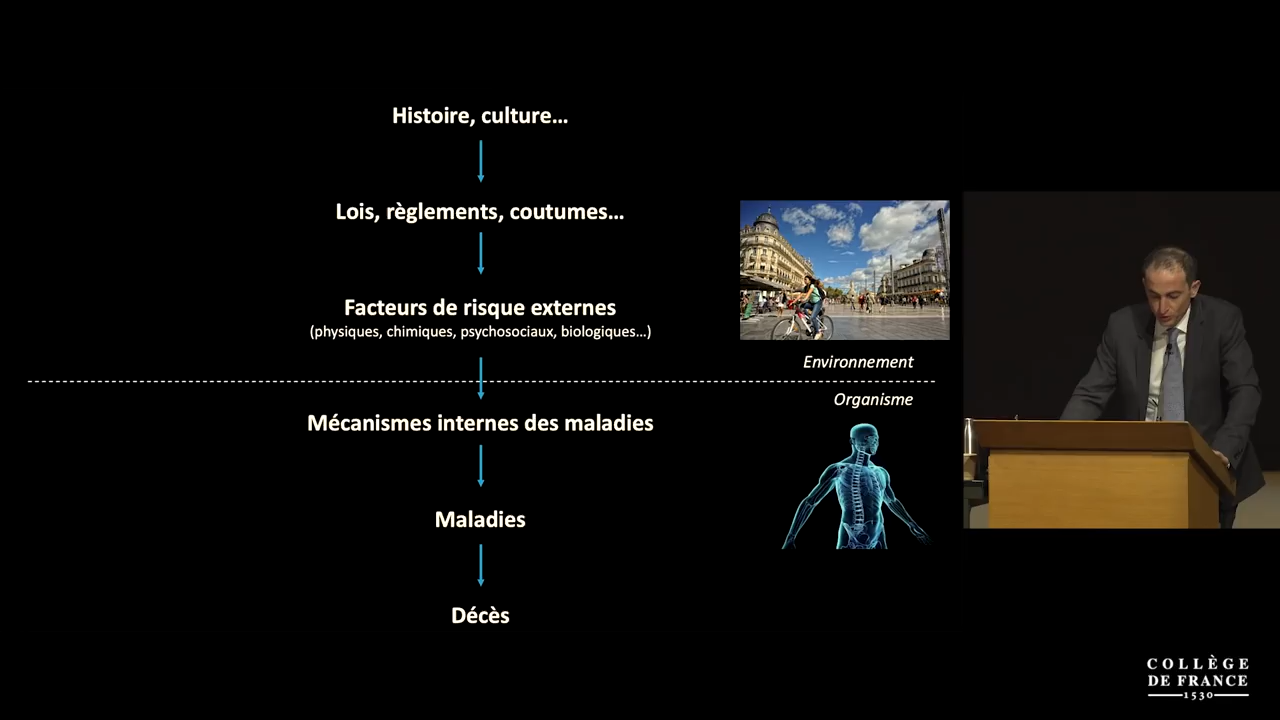 Histoire, culture…
Lois, règlements, coutumes…
Facteurs de risque externes
(physiques, chimiques, psychosociaux, biologiques…)
Environnement
Organisme
Mécanismes internes des maladies
Maladies
Décès
COLLÈGE
DE FRANCE
1530